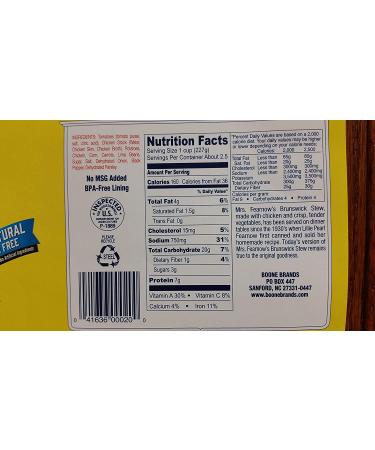 INGREDIENTS: Tomatoes (tomato puree,
salt, citric acid), Chicken Stock (Water,
Chicken Skin, Chicken Broth), Potatoes,
Chicken, Corn, Carrots, Lima Beans,
Sugar, Salt, Dehydrated Onion, Black
Pepper, Dehydrated Parsley
No MSG Added
BPA-Free Lining
INSPECTED
U.S.
P-1985
PLEASE
RECYCLE
STEEL
0 41636 00020 0
NATURAL
FREE
Nutrition Facts
Serving Size 1 cup (227g)
Servings Per Container About 2.5
Amount Per Serving
Calories 160 Calories from Fat
% Daily Value*
Total Fat 4g 6%
Saturated Fat 1.5g 8%
Trans Fat .0g
Cholesterol 15mg 5%
Sodium 750mg 31%
Total Carbohydrate 20g 7%
Dietary Fiber 1g 4%
Sugars 3g
Protein 7g
Vitamin A 30% • Vitamin C 8%
Calcium 4% • Iron 11%
*Percent Daily Values are based on a 2,000
calorie diet. Your daily values may be higher
or lower depending on your calorie needs:
Calories: 2,000 2,500
Total Fat Less than 65g 80g
Sat. Fat Less than 20g 25g
Cholesterol Less than 300mg 300mg
Sodium Less than 2,400mg 2,400mg
Potassium 3,500mg 3,500mg
Total Carbohydrate 300g 375g
Dietary Fiber 25g 30g
Calories per gram:
Fat 9 • Carbohydrates 4 • Protein 4
Mrs. Fearnow's Brunswick Stew,
made with chicken and crisp, tender
vegetables, has been served on dinner
tables since the 1930's when Lillie Pearl
Fearnow first canned and sold her
homemade recipe. Today's version of
Mrs. Fearnow's Brunswick Stew remains
true to the original goodness.
BOONE BRANDS
PO BOX 447
SANFORD, NC 27331-0447
www.boonebrands.com